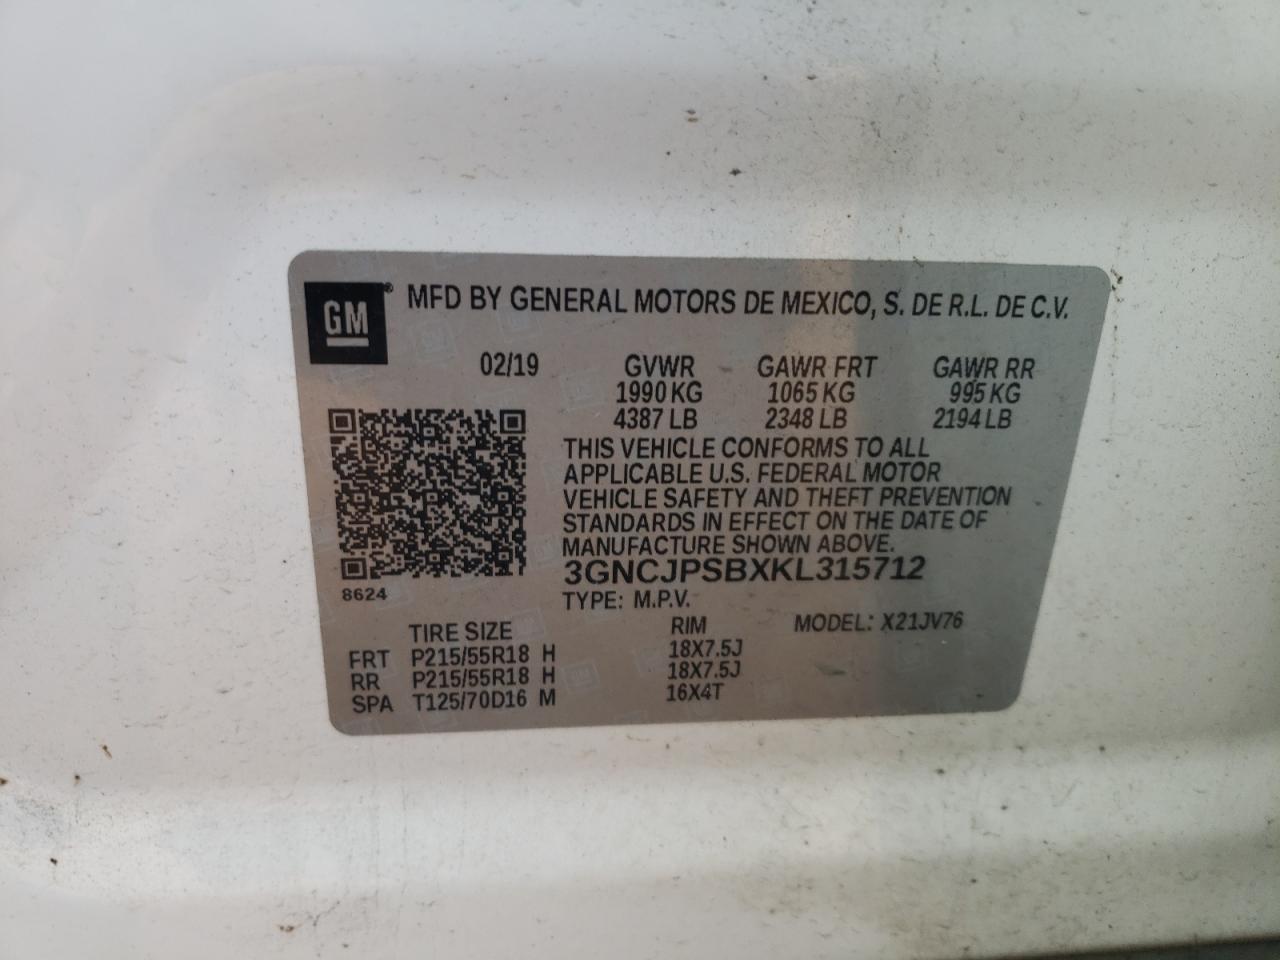 GM® MFD BY GENERAL MOTORS DE MEXICO, S. DE R.L. DE C.V.
02/19 GVWR GAWR FRT GAWR RR
1990 KG 1065 KG 995 KG
4387 LB 2348 LB 2194 LB
THIS VEHICLE CONFORMS TO ALL
APPLICABLE U.S. FEDERAL MOTOR
VEHICLE SAFETY AND THEFT PREVENTION
STANDARDS IN EFFECT ON THE DATE OF
MANUFACTURE SHOWN ABOVE.
3GNCJPSBXKL315712
8624
TYPE: M.P.V.
TIRE SIZE RIM MODEL: X21JV76
FRT P215/55R18 H 18X7.5J
RR P215/55R18 H 18X7.5J
SPA T125/70D16 M 16X4T